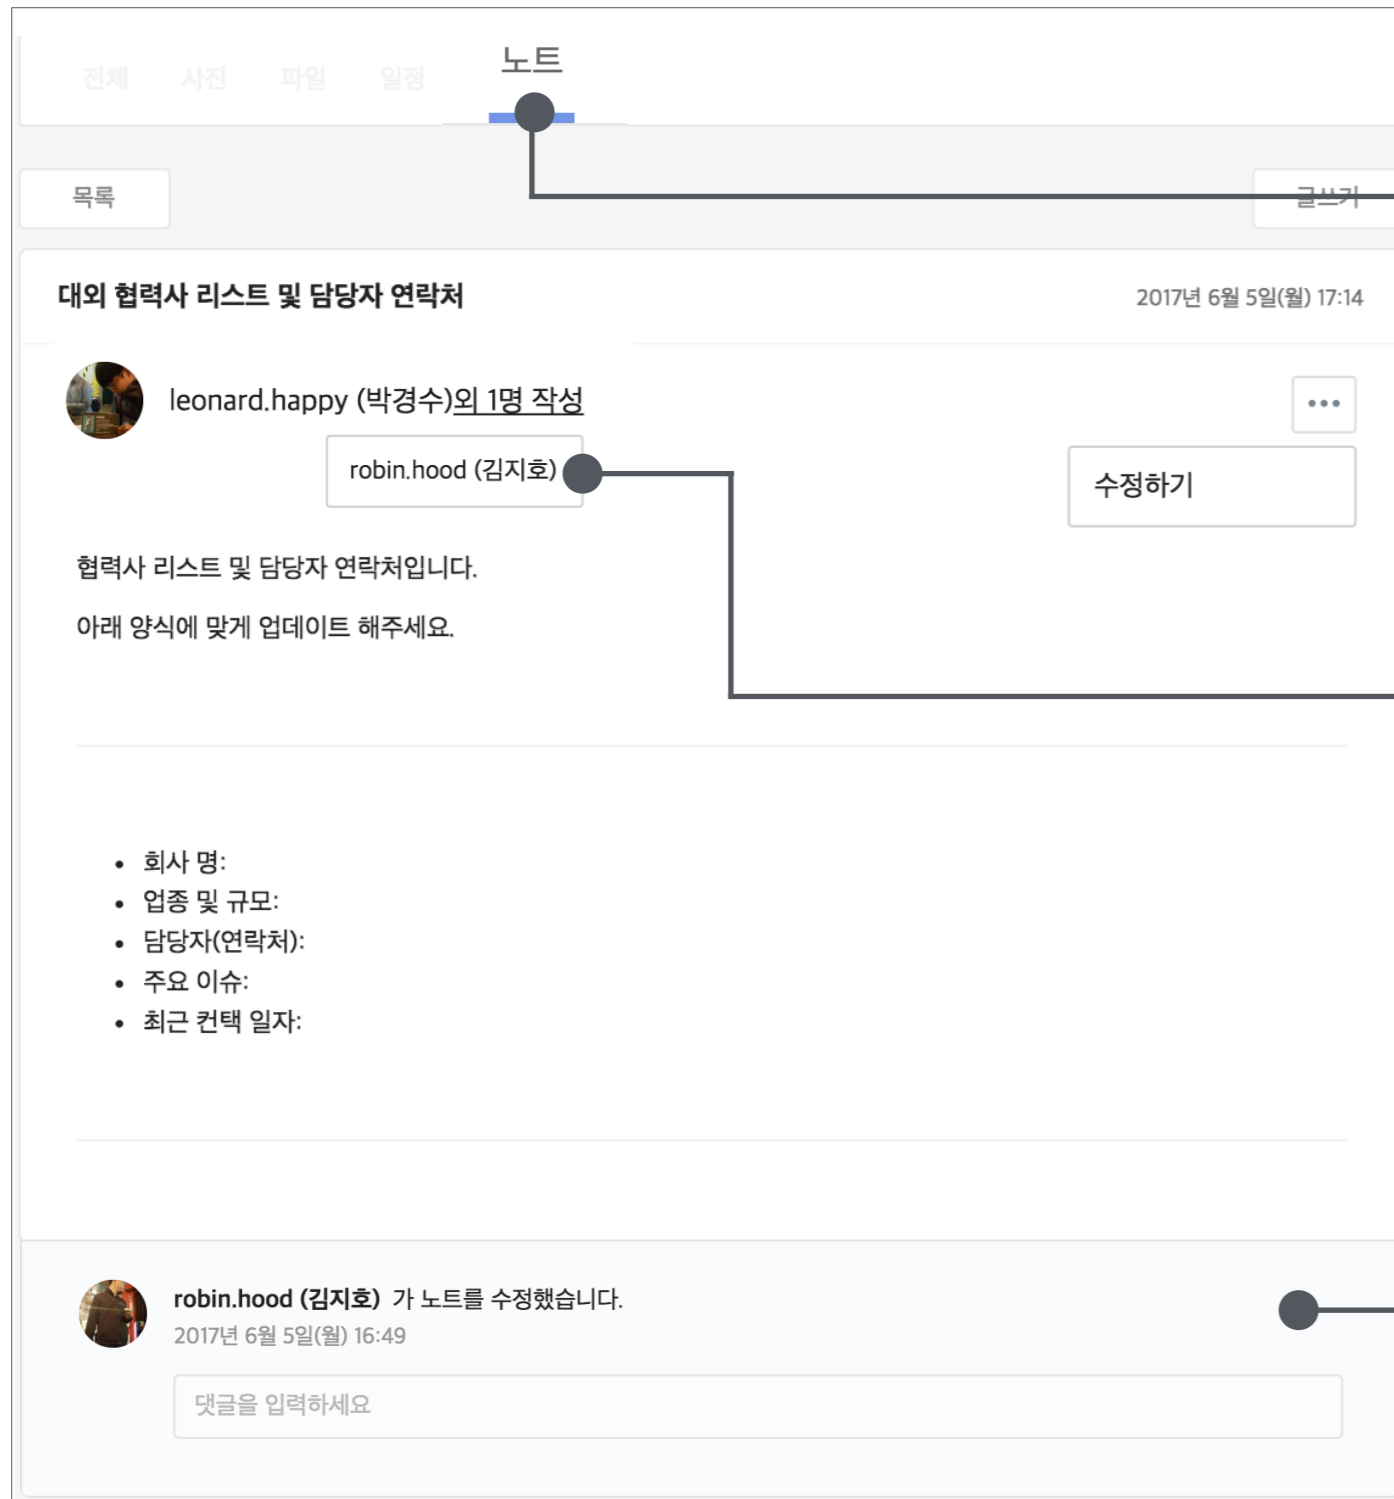 전체 사진 파일 일정 노트
목록 글쓰기
대외 협력사 리스트 및 담당자 연락처 2017년 6월 5일(월) 17:14
leonard.happy (박경수)외 1명 작성
robin.hood (김지호)
수정하기
협력사 리스트 및 담당자 연락처입니다.
아래 양식에 맞게 업데이트 해주세요.
• 회사 명:
• 업종 및 규모:
• 담당자(연락처):
• 주요 이슈:
• 최근 컨택 일자:
robin.hood (김지호) 가 노트를 수정했습니다.
2017년 6월 5일(월) 16:49
댓글을 입력하세요